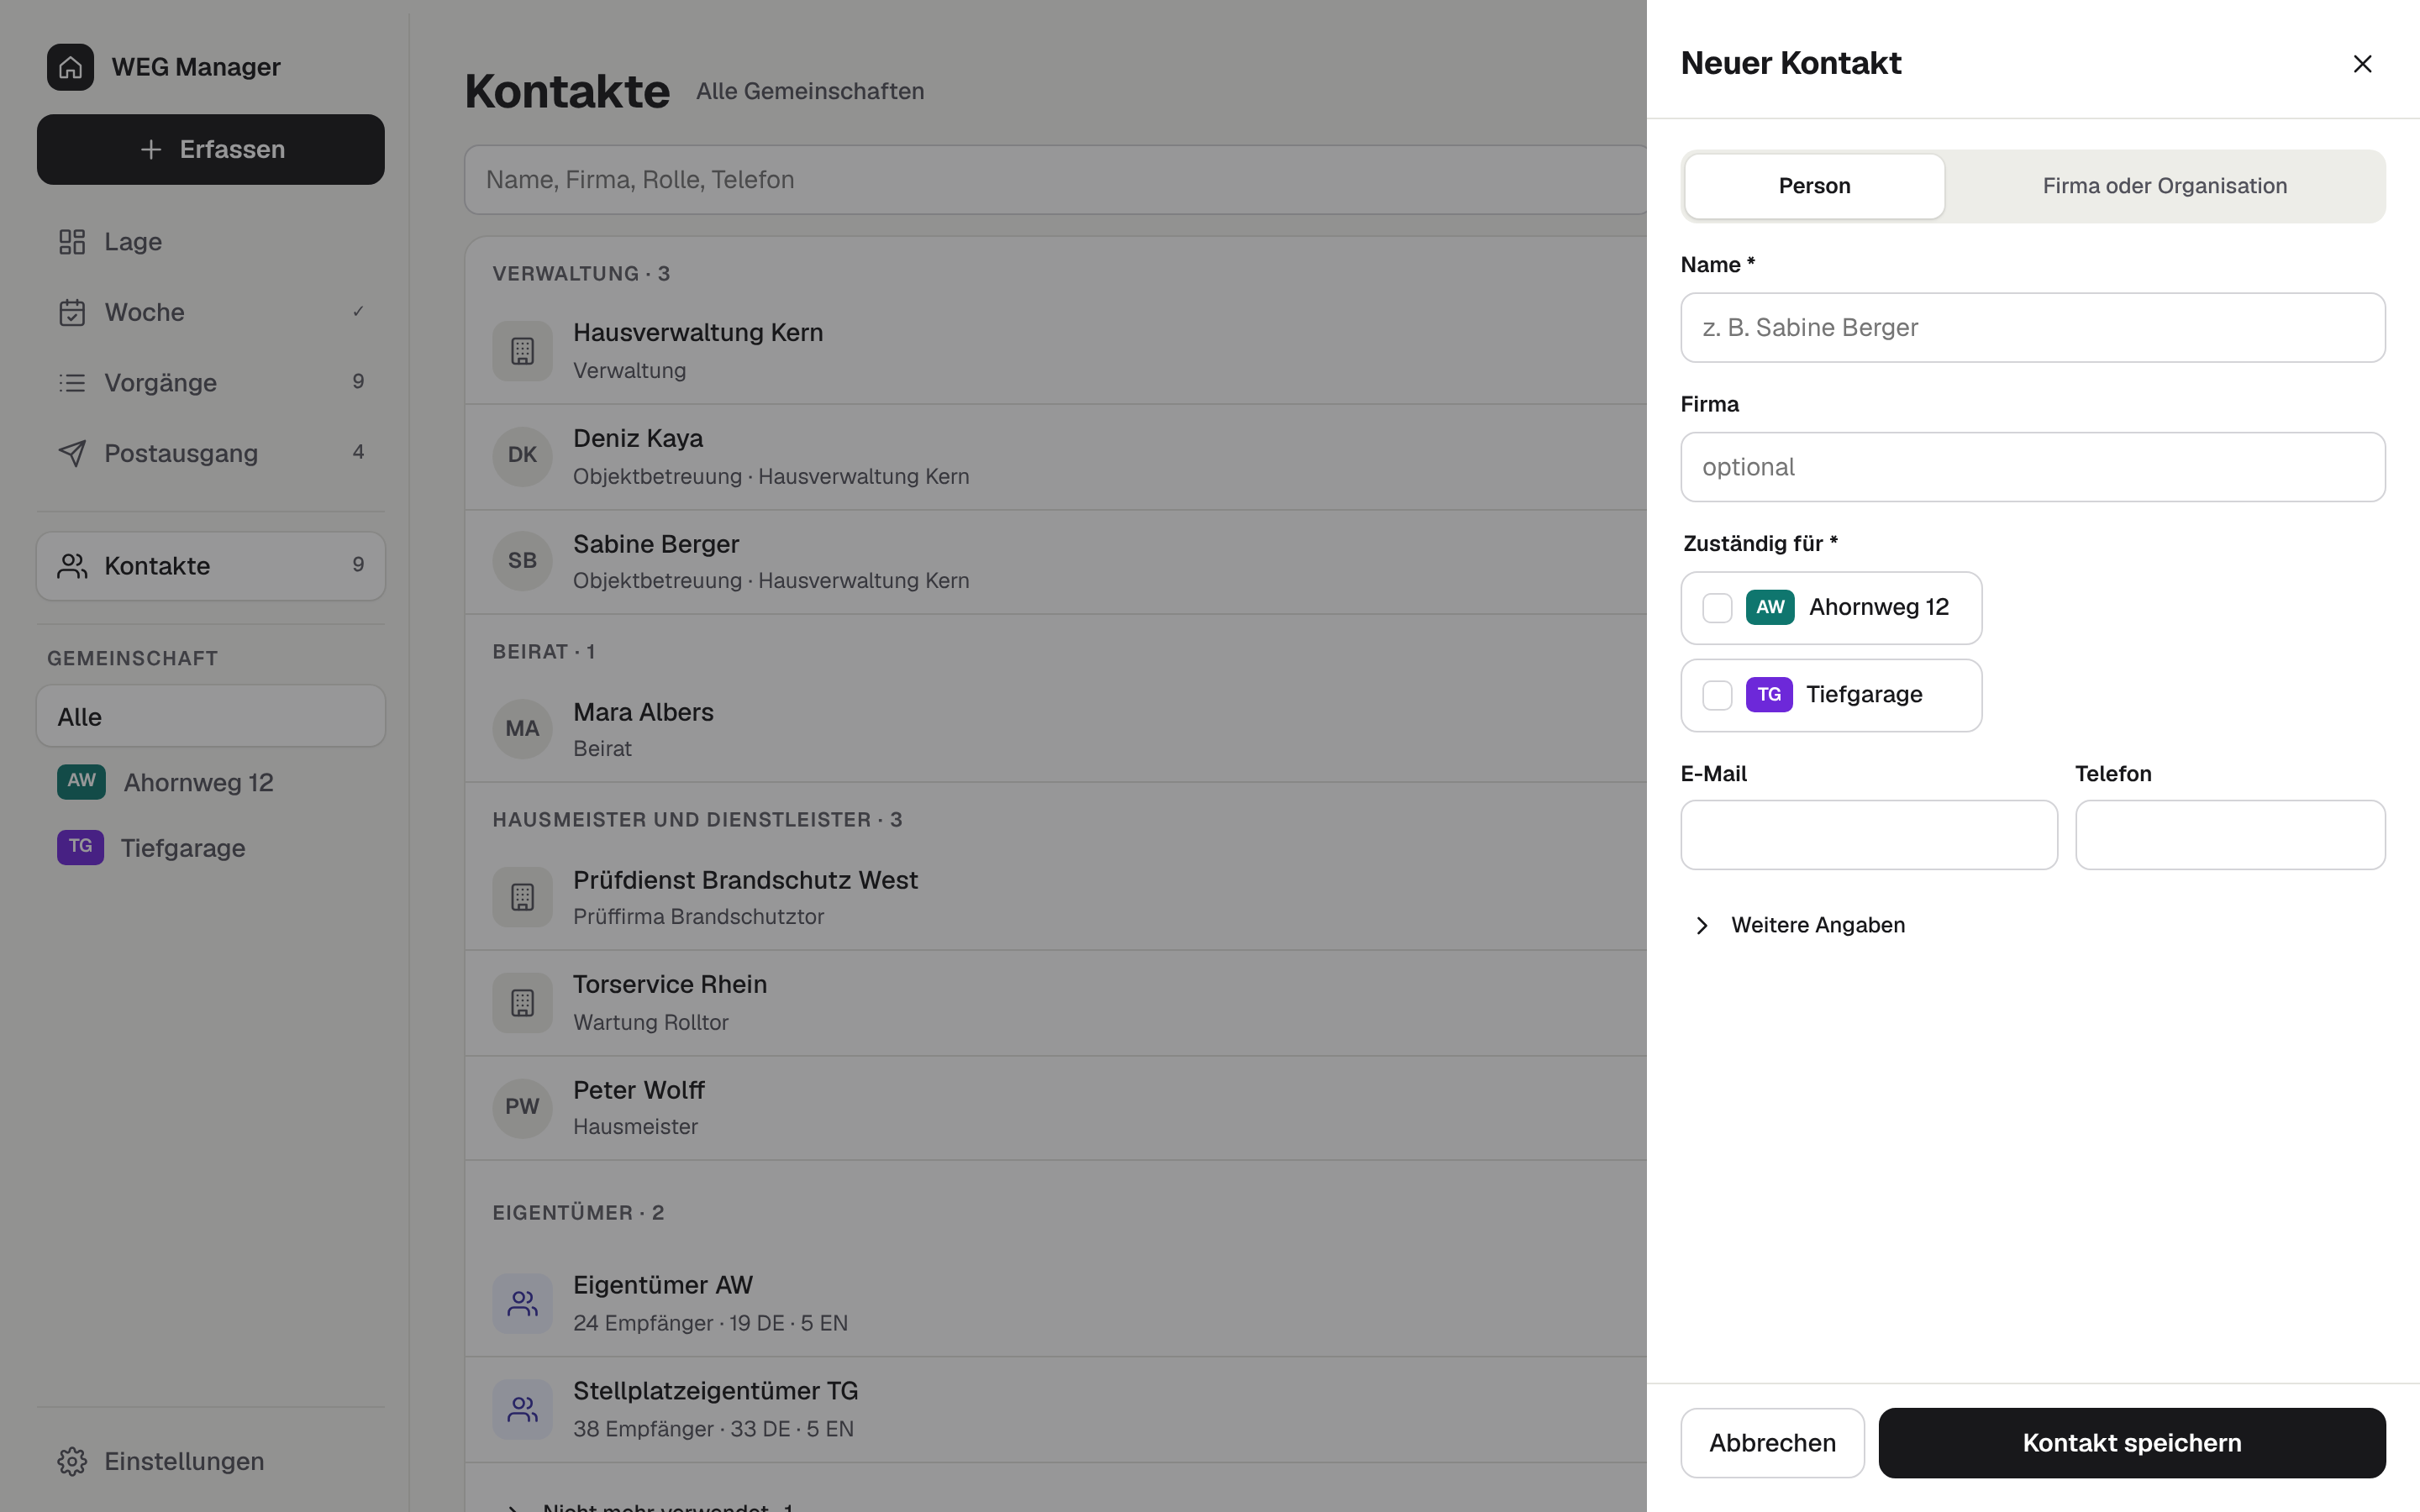 WEG Manager
Erfassen
Lage
Woche ✓
Vorgänge 9
Postausgang 4
Kontakte 9
GEMEINSCHAFT
Alle
AW Ahornweg 12
TG Tiefgarage
Einstellungen
Kontakte Alle Gemeinschaften
Name, Firma, Rolle, Telefon
VERWALTUNG · 3
Hausverwaltung Kern
Verwaltung
DK Deniz Kaya
Objektbetreuung · Hausverwaltung Kern
SB Sabine Berger
Objektbetreuung · Hausverwaltung Kern
BEIRAT · 1
MA Mara Albers
Beirat
HAUSMEISTER UND DIENSTLEISTER · 3
Prüfdienst Brandschutz West
Prüffirma Brandschutztor
Torservice Rhein
Wartung Rolltor
PW Peter Wolff
Hausmeister
EIGENTÜMER · 2
Eigentümer AW
24 Empfänger · 19 DE · 5 EN
Stellplatzeigentümer TG
38 Empfänger · 33 DE · 5 EN
Nicht mehr verwendet · 1
Neuer Kontakt
Person Firma oder Organisation
Name *
z. B. Sabine Berger
Firma
optional
Zuständig für *
AW Ahornweg 12
TG Tiefgarage
E-Mail Telefon
Weitere Angaben
Abbrechen Kontakt speichern